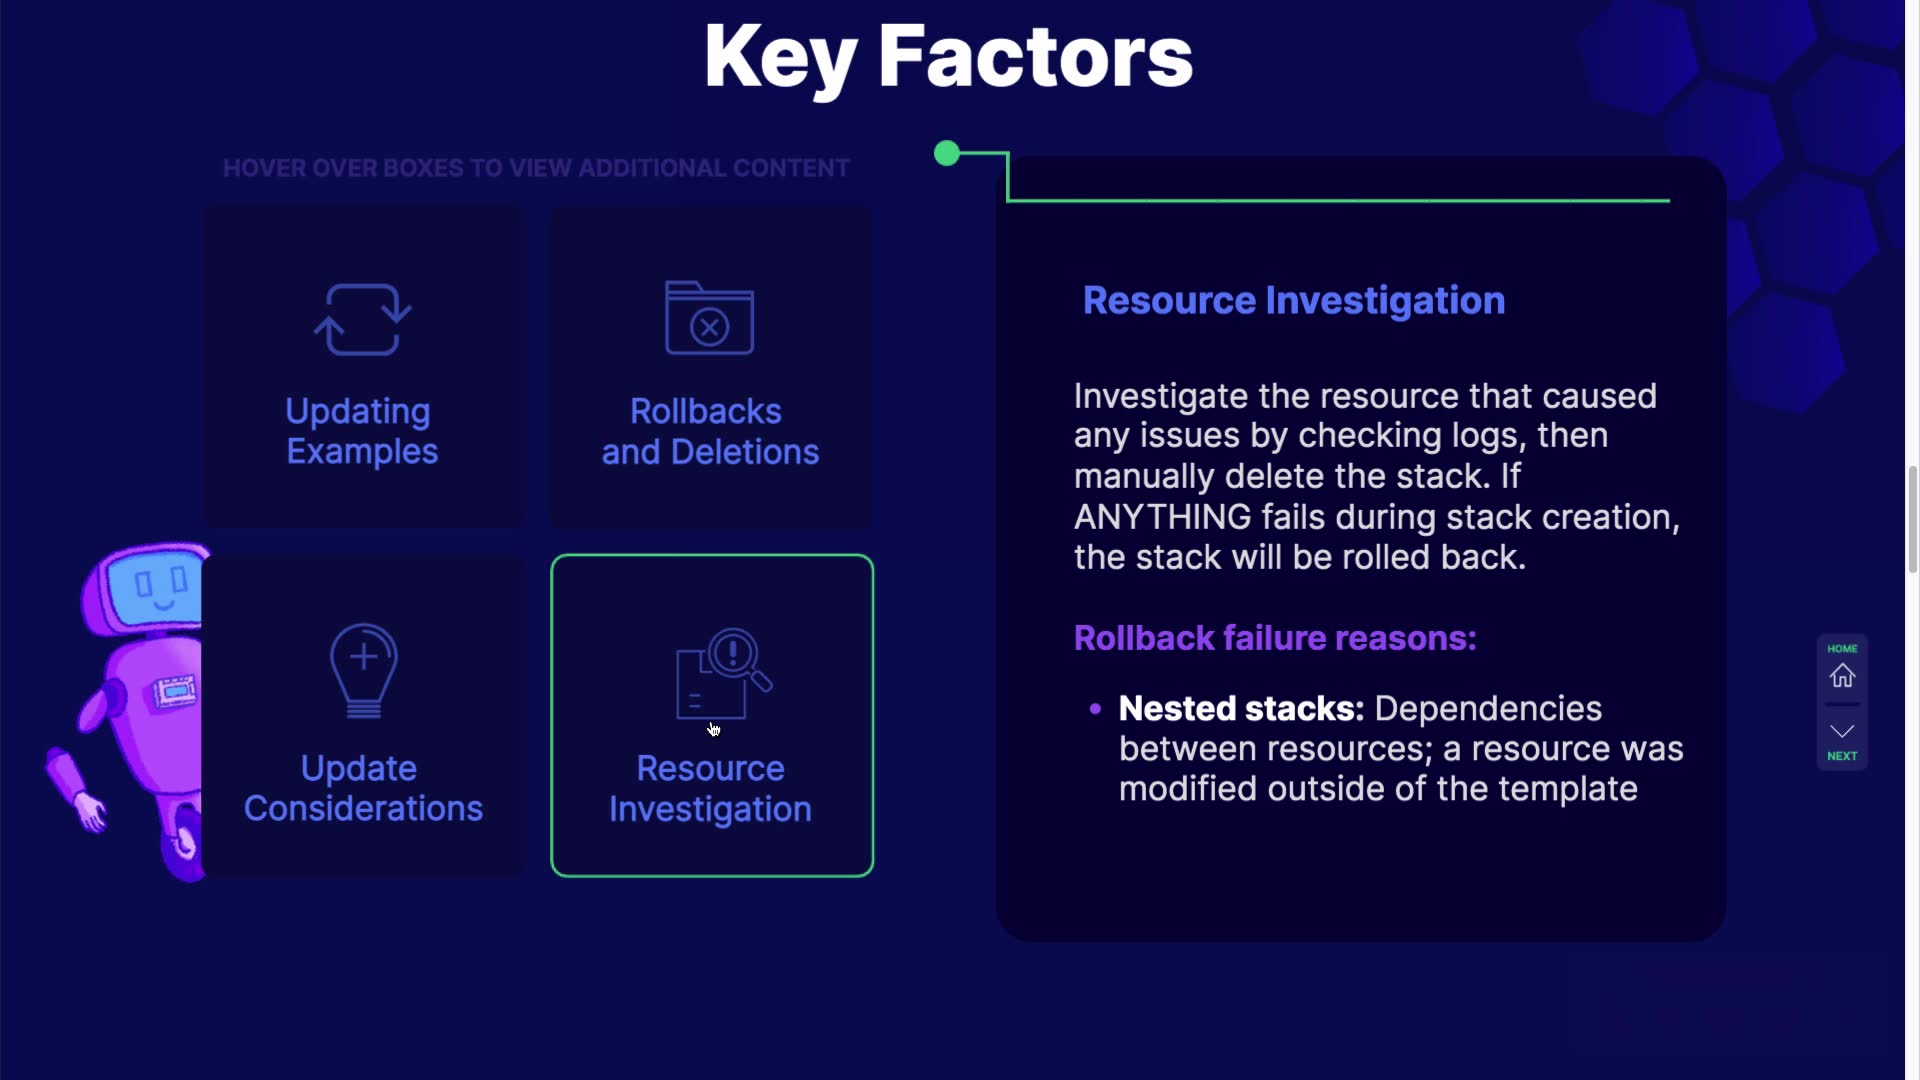 Key Factors
HOVER OVER BOXES TO VIEW ADDITIONAL CONTENT
Updating
Examples
Rollbacks
and Deletions
Update
Considerations
Resource
Investigation
Resource Investigation
Investigate the resource that caused
any issues by checking logs, then
manually delete the stack. If
ANYTHING fails during stack creation,
the stack will be rolled back.
Rollback failure reasons:
• Nested stacks: Dependencies
between resources; a resource was
modified outside of the template
HOME
NEXT